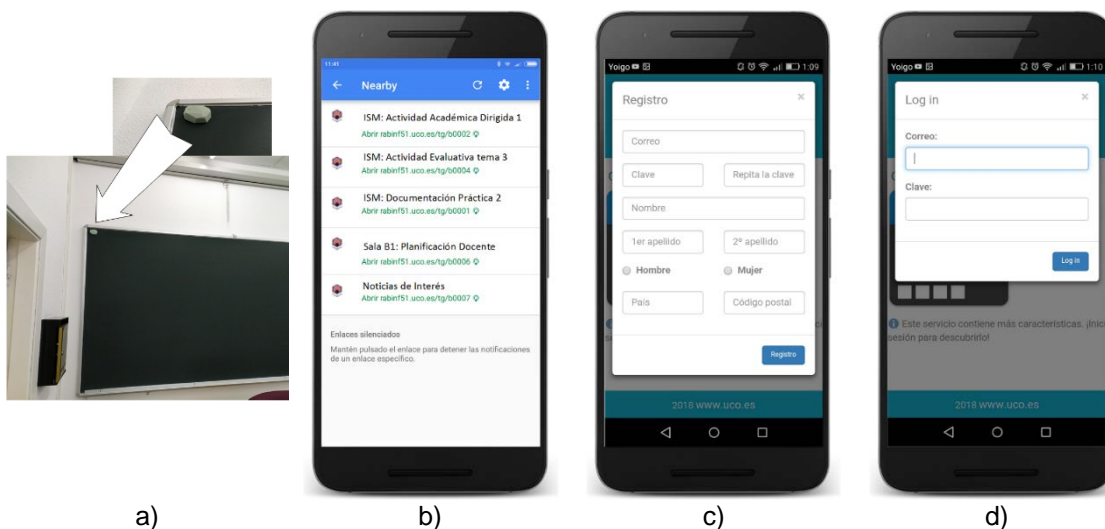 11:41
Nearby
ISM: Actividad Académica Dirigida 1
Abrir rabinf51.uco.es/tg/b0002
ISM: Actividad Evaluativa tema 3
Abrir rabinf51.uco.es/tg/b0004
ISM: Documentación Práctica 2
Abrir rabinf51.uco.es/tg/b0001
Sala B1: Planificación Docente
Abrir rabinf51.uco.es/tg/b0006
Noticias de Interés
Abrir rabinf51.uco.es/tg/b0007
Enlaces silenciados
Mantén pulsado el enlace para detener las notificaciones
de un enlace específico.
Yoigo 1:09
Registro ×
Correo
Clave Repita la clave
Nombre
1er apellido 2º apellido
Hombre Mujer
País Código postal
Registro
2018 www.uco.es
Yoigo 1:10
Log in ×
Correo:
Clave:
Log in
Este servicio contiene más características. ¡Inici
sesión para descubrirlo!
2018 www.uco.es
a) b) c) d)